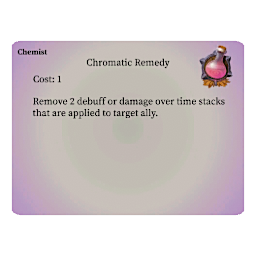 Chemist
Chromatic Remedy
Cost: 1
Remove 2 debuff or damage over time stacks
that are applied to target ally.